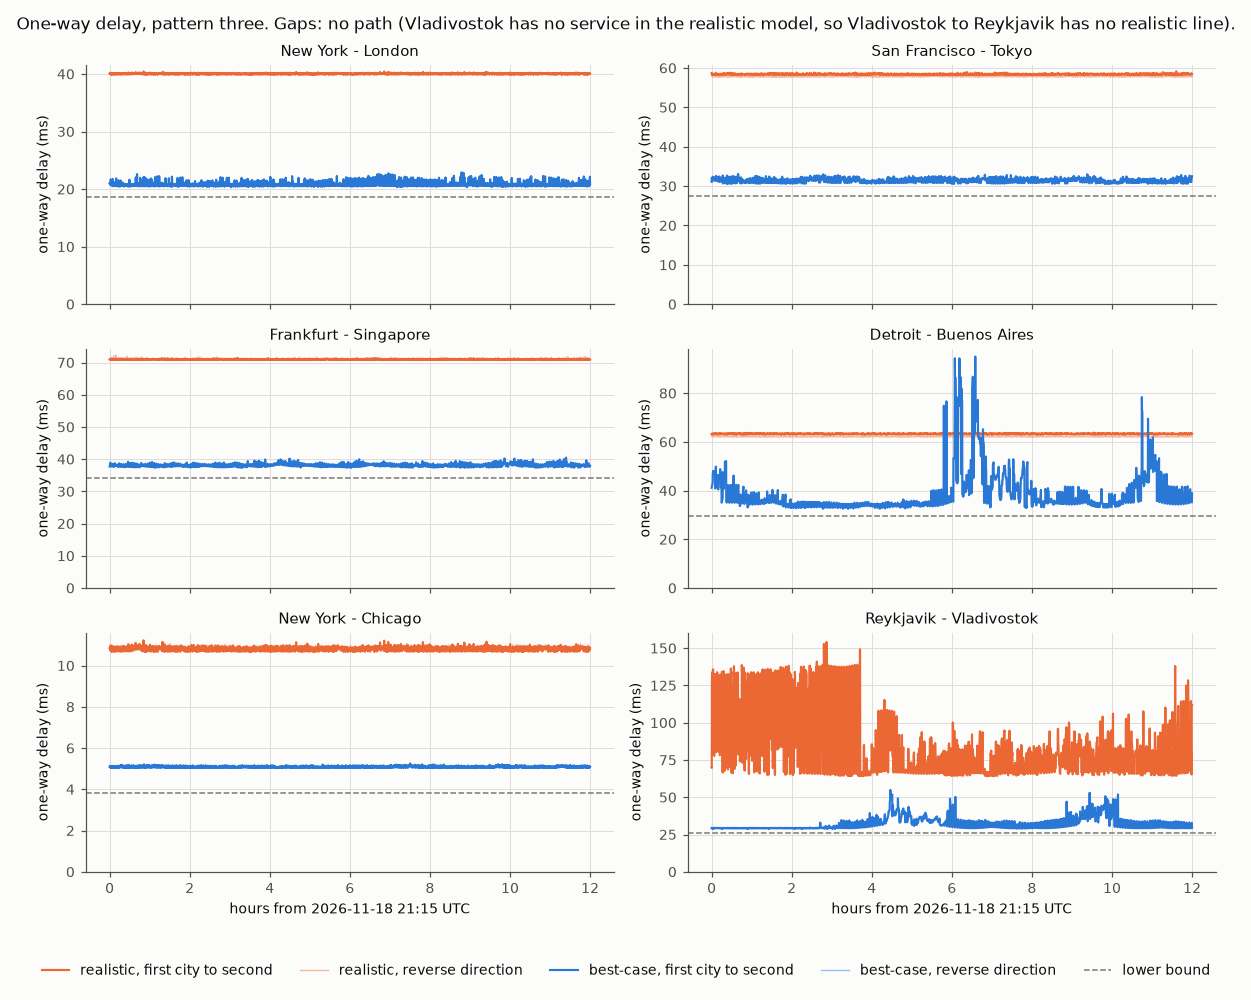 One-way delay, pattern three. Gaps: no path (Vladivostok has no service in the realistic model, so Vladivostok to Reykjavik has no realistic line).
New York - London
one-way delay (ms)
40
30
20
10
0
San Francisco - Tokyo
one-way delay (ms)
60
50
40
30
20
10
0
Frankfurt - Singapore
one-way delay (ms)
70
60
50
40
30
20
10
0
Detroit - Buenos Aires
one-way delay (ms)
80
60
40
20
0
New York - Chicago
one-way delay (ms)
10
8
6
4
2
0
0 2 4 6 8 10 12
hours from 2026-11-18 21:15 UTC
Reykjavik - Vladivostok
one-way delay (ms)
150
125
100
75
50
25
0
0 2 4 6 8 10 12
hours from 2026-11-18 21:15 UTC
realistic, first city to second realistic, reverse direction best-case, first city to second best-case, reverse direction lower bound